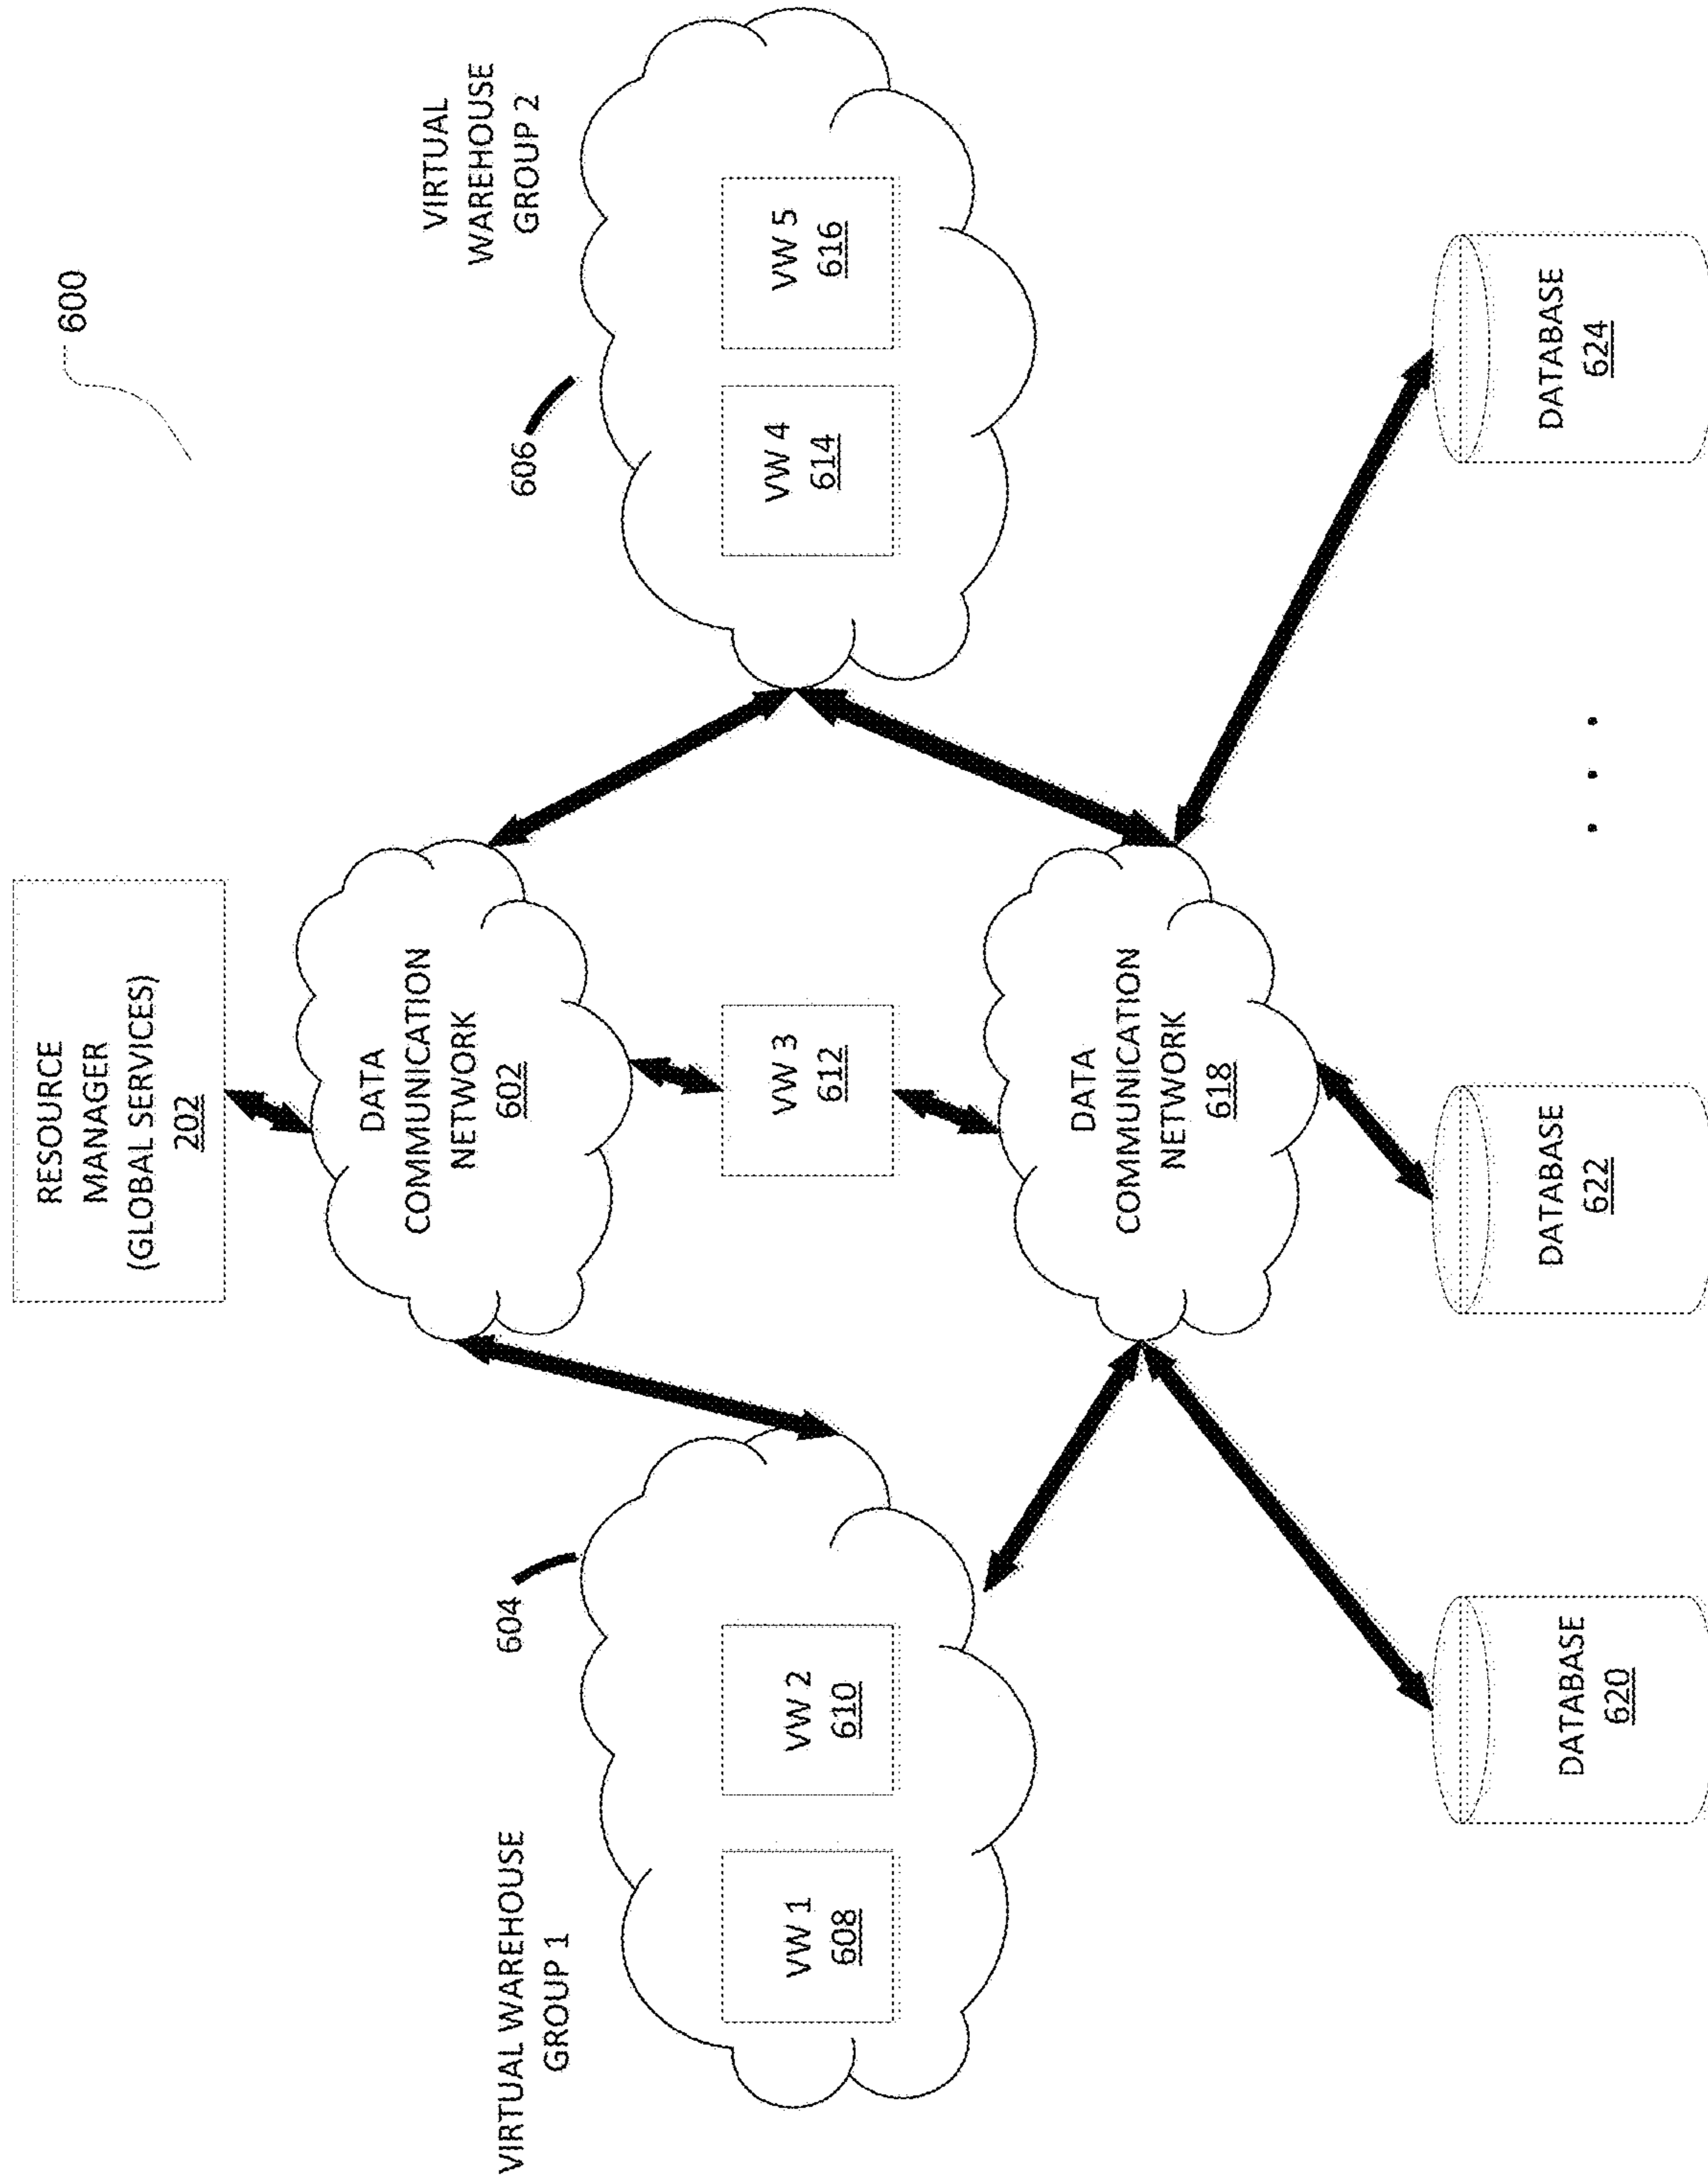 600
RESOURCE
MANAGER
(GLOBAL SERVICES)
202
DATA
COMMUNICATION
NETWORK
602
VIRTUAL WAREHOUSE
GROUP 1
604
VW 1
608
VW 2
610
VW 3
612
VIRTUAL
WAREHOUSE
GROUP 2
606
VW 4
614
VW 5
616
DATA
COMMUNICATION
NETWORK
618
DATABASE
620
DATABASE
622
. . .
DATABASE
624